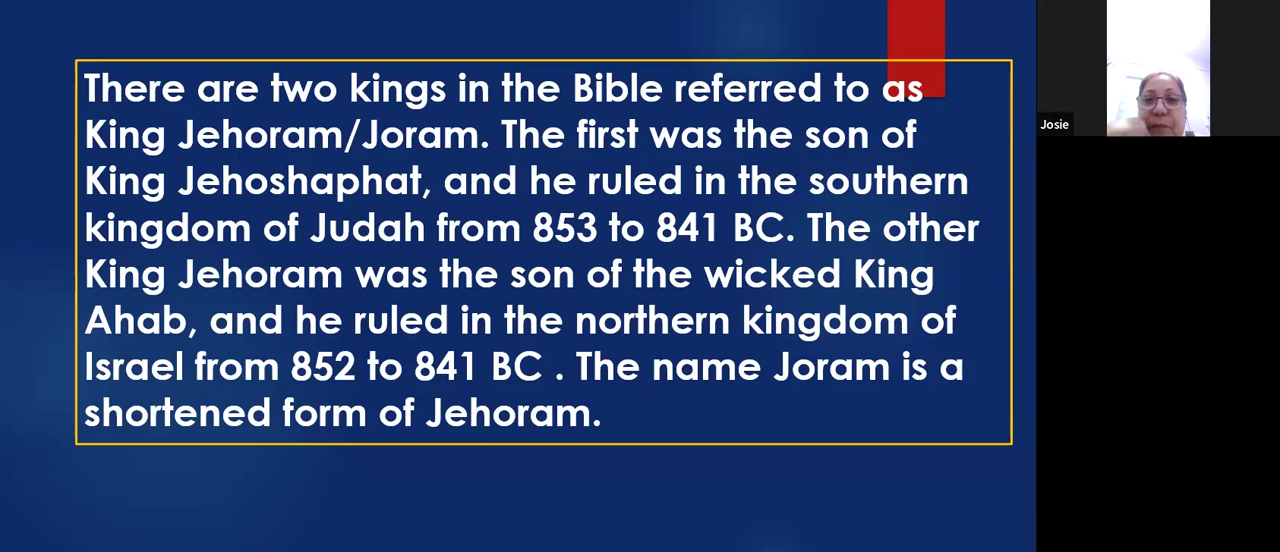 There are two kings in the Bible referred to as
King Jehoram/Joram. The first was the son of
King Jehoshaphat, and he ruled in the southern
kingdom of Judah from 853 to 841 BC. The other
King Jehoram was the son of the wicked King
Ahab, and he ruled in the northern kingdom of
Israel from 852 to 841 BC . The name Joram is a
shortened form of Jehoram.
Josie